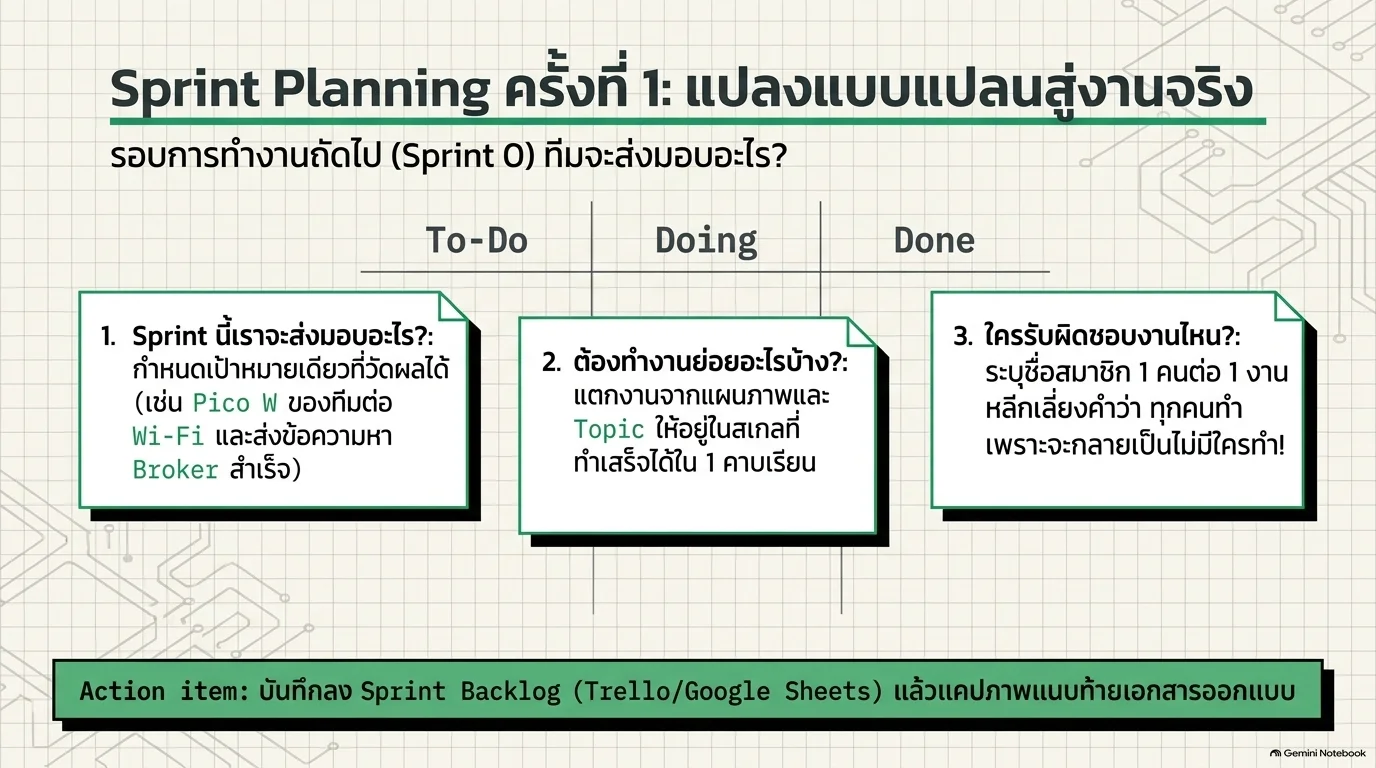 Sprint Planning ครั้งที่ 1: แปลงแบบแปลนสู่งานจริง
รอบการทำงานถัดไป (Sprint 0) ทีมจะส่งมอบอะไร?
To-Do
Doing
Done
1. Sprint นี้เราจะส่งมอบอะไร?:
กำหนดเป้าหมายเดียวที่วัดผลได้
(เช่น Pico W ของทีมต่อ
Wi-Fi และส่งข้อความหา
Broker สำเร็จ)
2. ต้องทำงานย่อยอะไรบ้าง?:
แตกงานจากแผนภาพและ
Topic ให้อยู่ในสเกลที่
ทำเสร็จได้ใน 1 คาบเรียน
3. ใครรับผิดชอบงานไหน?:
ระบุชื่อสมาชิก 1 คนต่อ 1 งาน
หลีกเลี่ยงคำว่า ทุกคนทำ
เพราะจะกลายเป็นไม่มีใครทำ!
Action item: บันทึกลง Sprint Backlog (Trello/Google Sheets) แล้วแคปภาพแนบท้ายเอกสารออกแบบ
Gemini Notebook